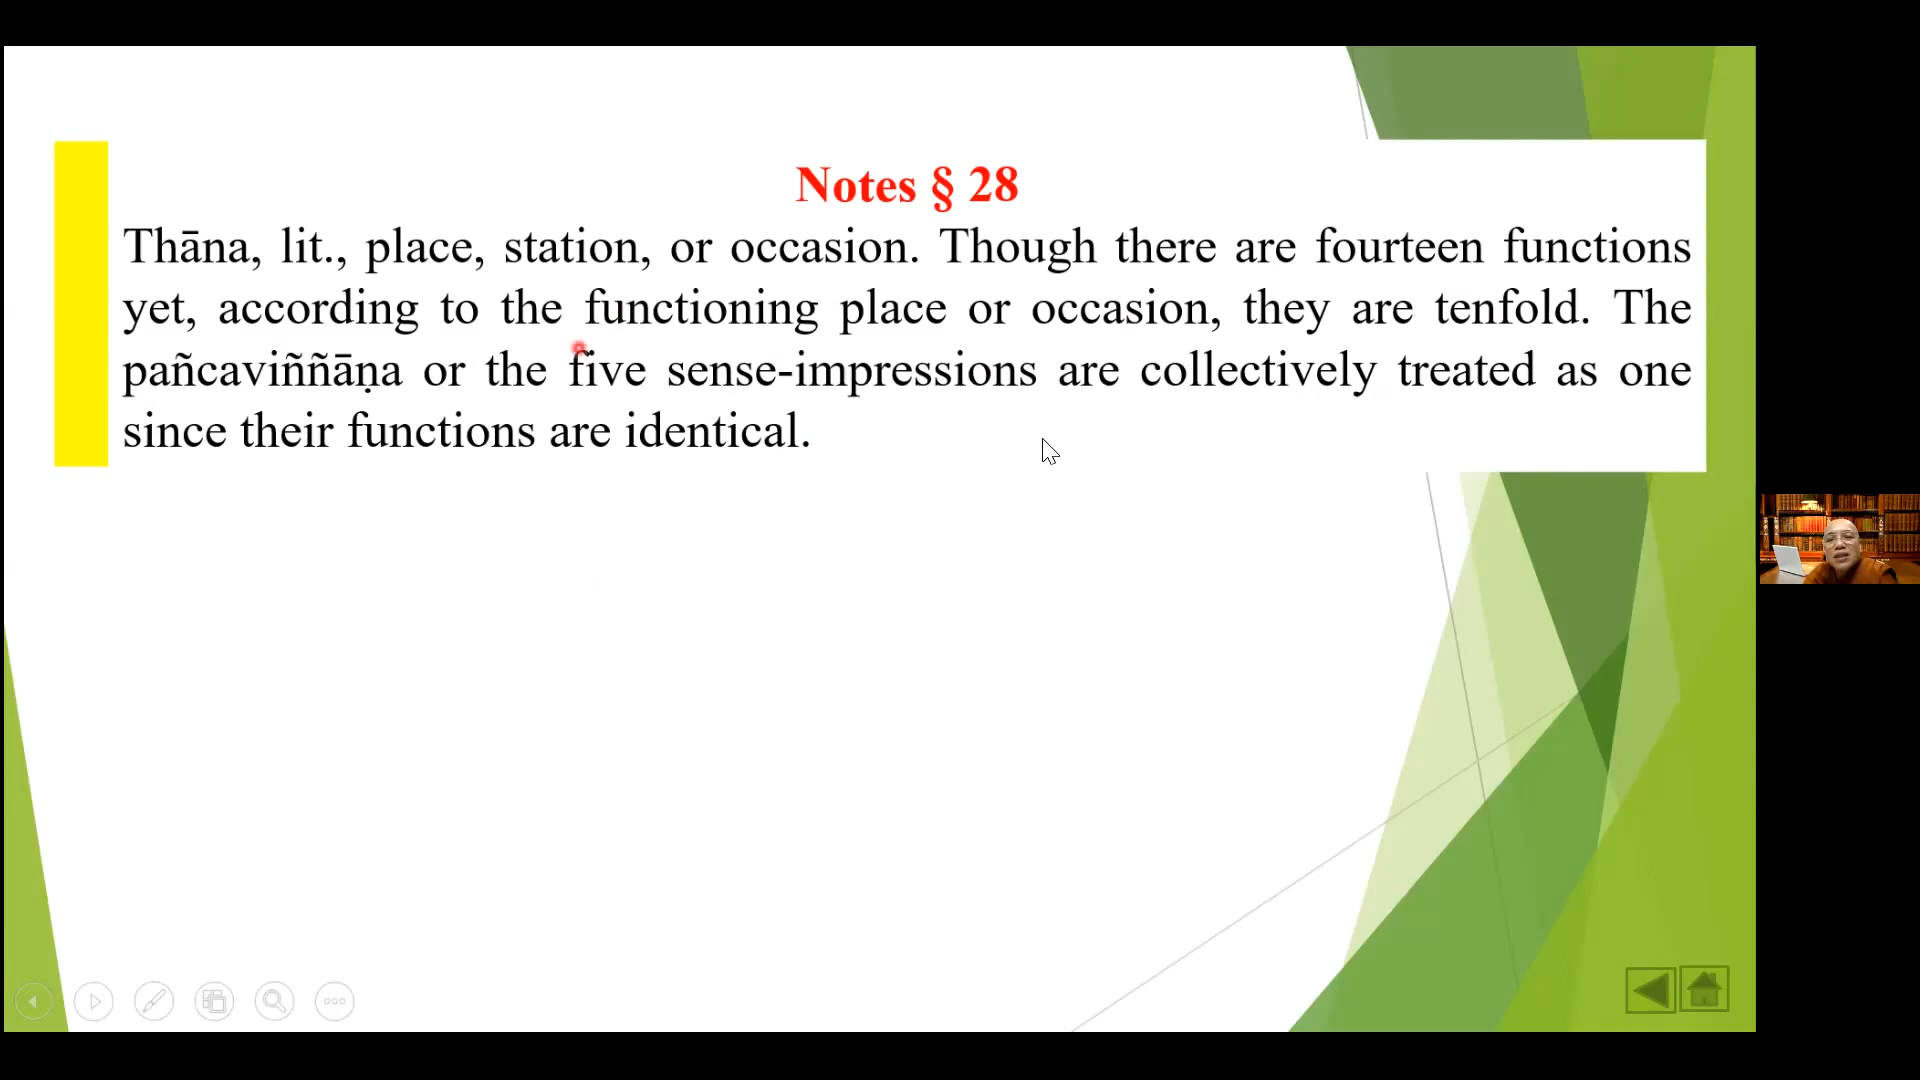 Notes § 28
Thāna, lit., place, station, or occasion. Though there are fourteen functions
yet, according to the functioning place or occasion, they are tenfold. The
pañcaviññāṇa or the five sense-impressions are collectively treated as one
since their functions are identical.